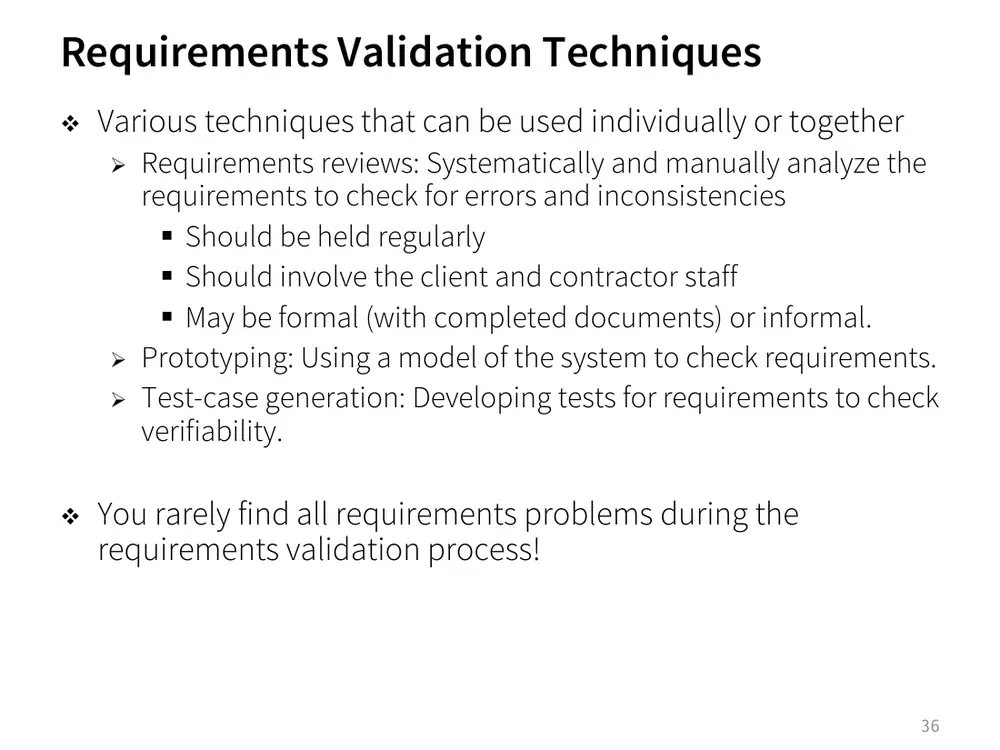 Requirements Validation Techniques
❖ Various techniques that can be used individually or together
➢ Requirements reviews: Systematically and manually analyze the
requirements to check for errors and inconsistencies
▪ Should be held regularly
▪ Should involve the client and contractor staff
▪ May be formal (with completed documents) or informal.
➢ Prototyping: Using a model of the system to check requirements.
➢ Test-case generation: Developing tests for requirements to check
verifiability.
❖ You rarely find all requirements problems during the
requirements validation process!
36